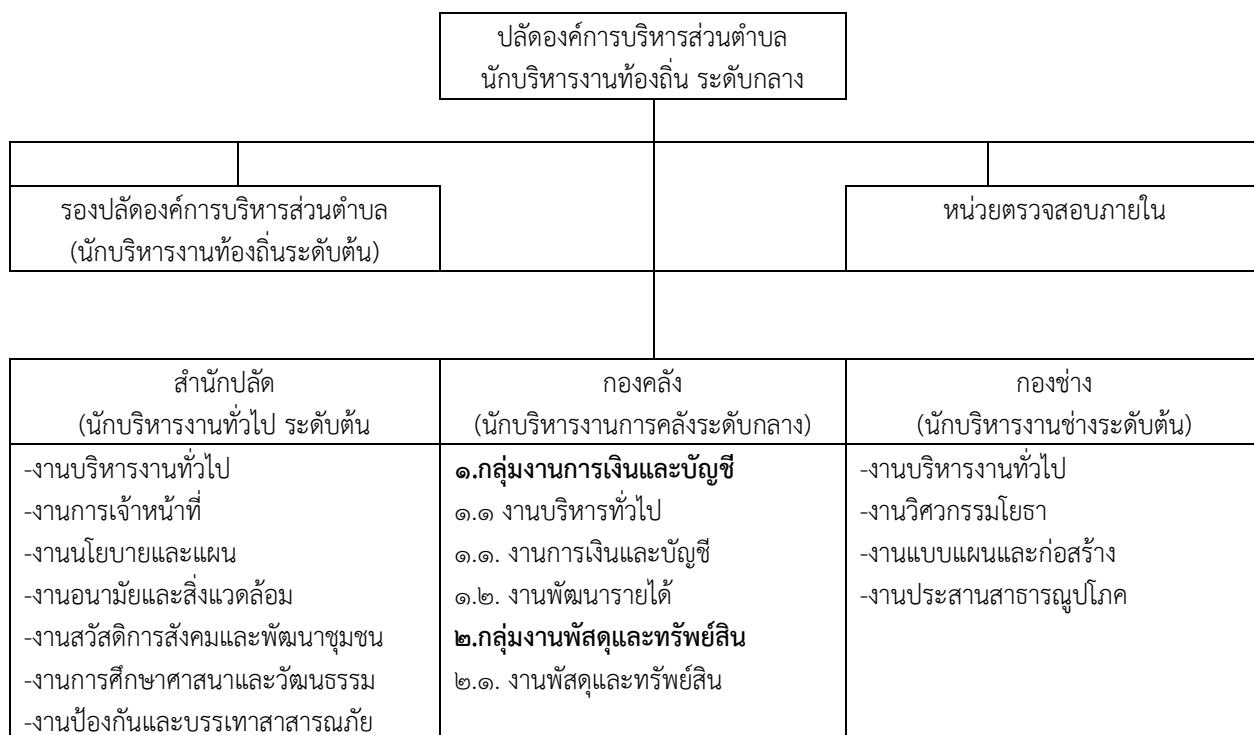 ปลัดองค์การบริหารส่วนตำบล
นักบริหารงานท้องถิ่น ระดับกลาง
รองปลัดองค์การบริหารส่วนตำบล
(นักบริหารงานท้องถิ่นระดับต้น)
หน่วยตรวจสอบภายใน
สำนักปลัด
(นักบริหารงานทั่วไป ระดับต้น
-งานบริหารงานทั่วไป
-งานการเจ้าหน้าที่
-งานนโยบายและแผน
-งานอนามัยและสิ่งแวดล้อม
-งานสวัสดิการสังคมและพัฒนาชุมชน
-งานการศึกษาศาสนาและวัฒนธรรม
-งานป้องกันและบรรเทาสาสารณภัย
กองคลัง
(นักบริหารงานการคลังระดับกลาง)
๑.กลุ่มงานการเงินและบัญชี
๑.๑ งานบริหารทั่วไป
๑.๑. งานการเงินและบัญชี
๑.๒. งานพัฒนารายได้
๒.กลุ่มงานพัสดุและทรัพย์สิน
๒.๑. งานพัสดุและทรัพย์สิน
กองช่าง
(นักบริหารงานช่างระดับต้น)
-งานบริหารงานทั่วไป
-งานวิศวกรรมโยธา
-งานแบบแผนและก่อสร้าง
-งานประสานสาธารณูปโภค